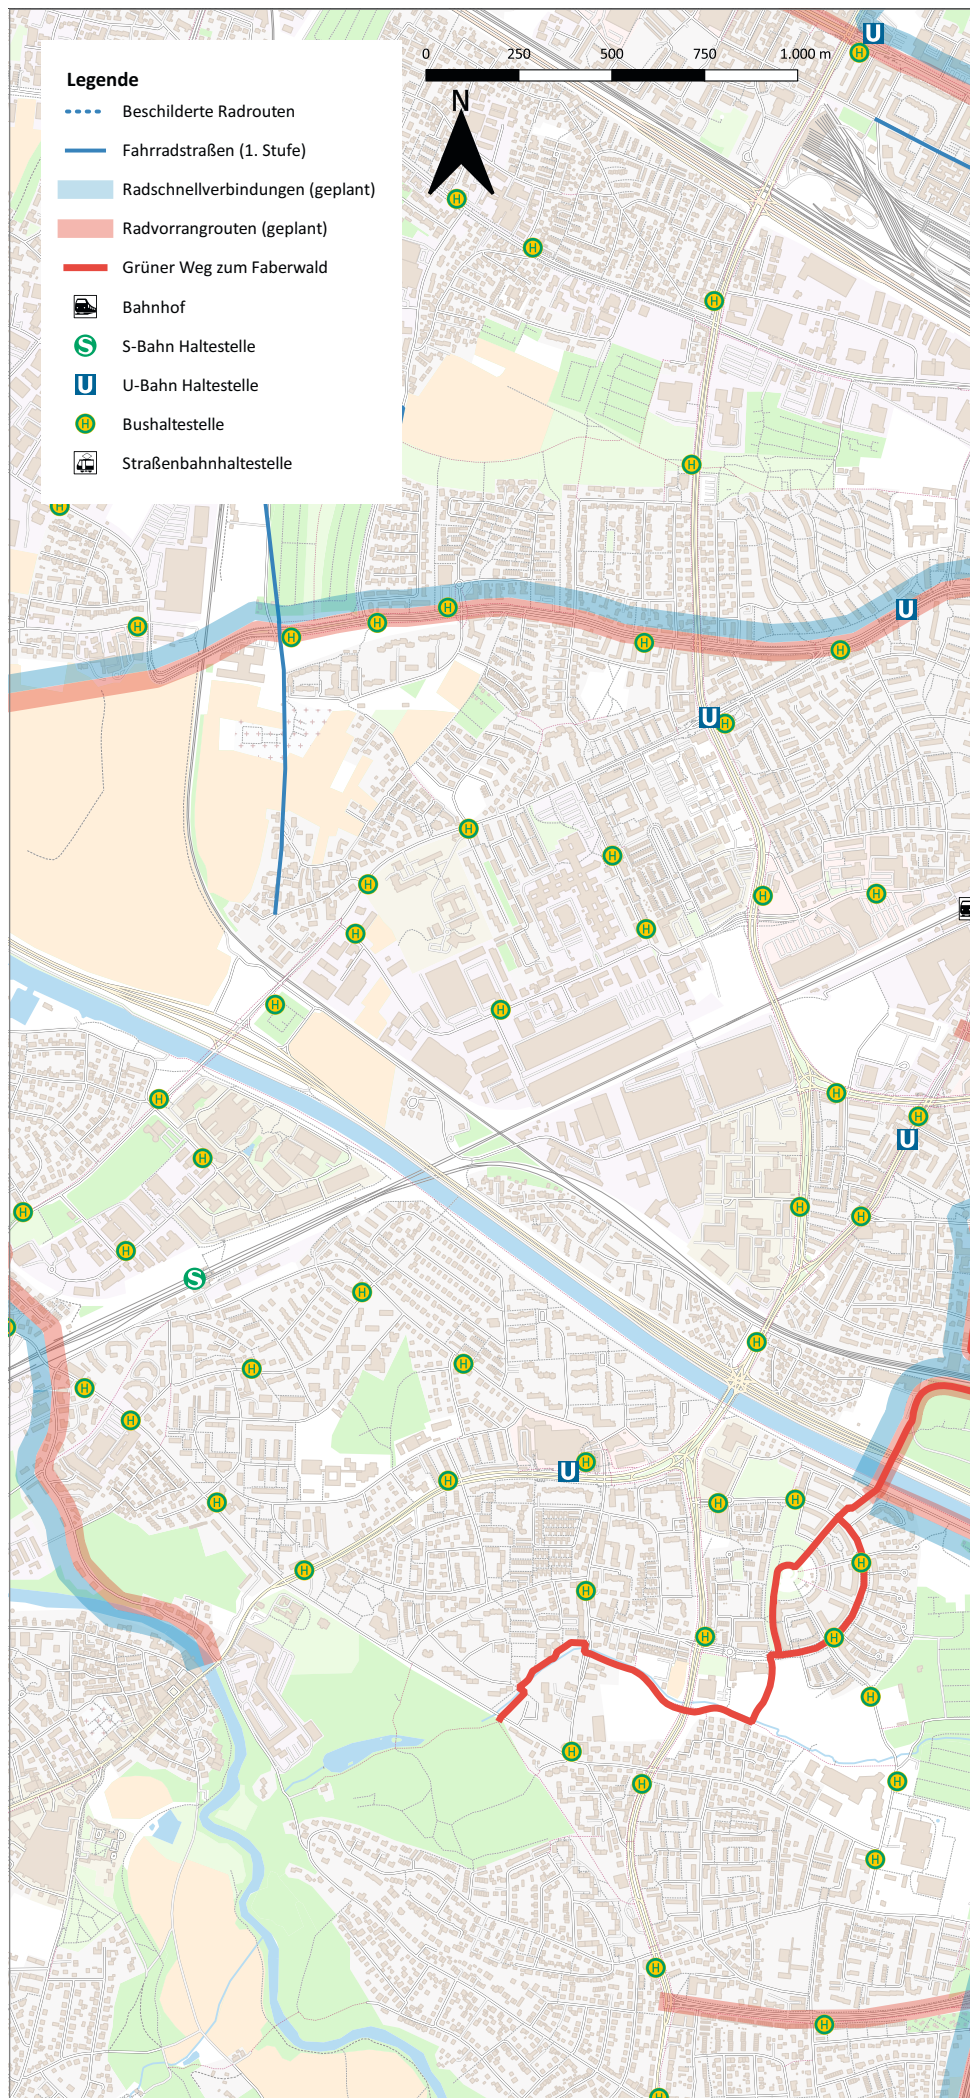 0 250 500 750 1.000 m
N
Legende
Beschilderte Radrouten
Fahrradstraßen (1. Stufe)
Radschnellverbindungen (geplant)
Radvorrangrouten (geplant)
Grüner Weg zum Faberwald
Bahnhof
S S-Bahn Haltestelle
U U-Bahn Haltestelle
H Bushaltestelle
Straßenbahnhaltestelle